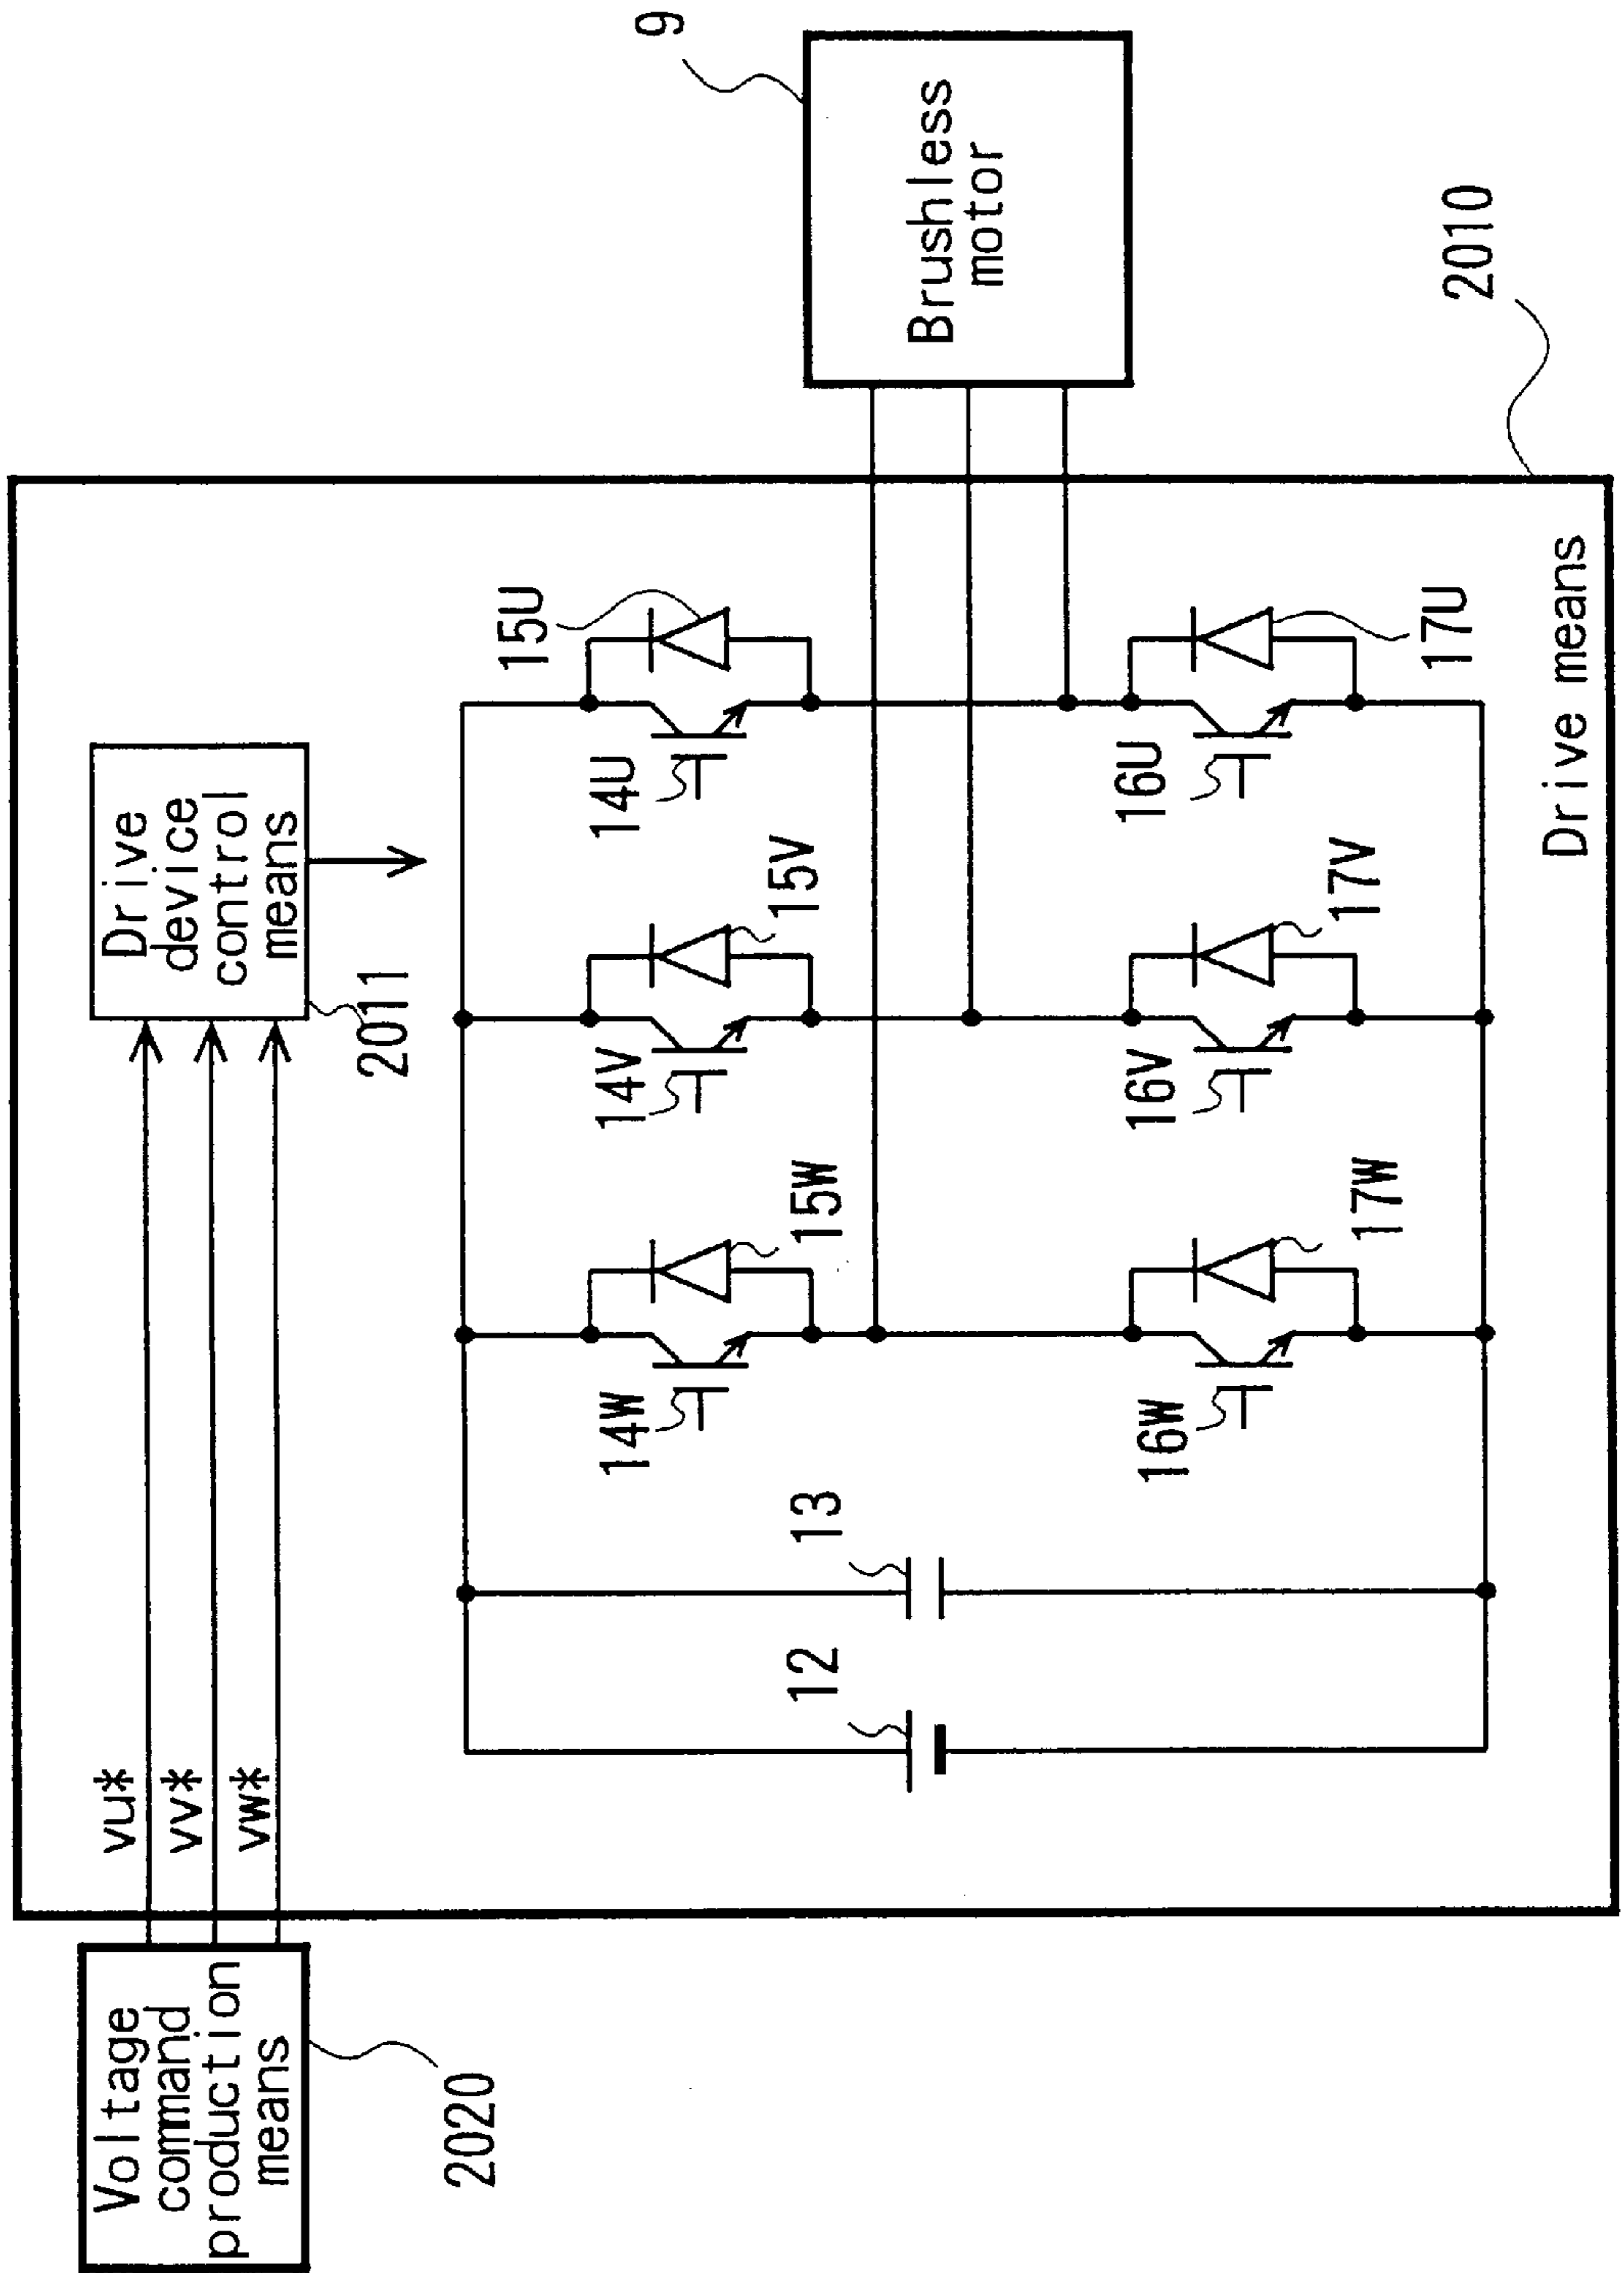 Voltage
command
production
means
2020
vu*
vv*
vw*
Drive
device
control
means
2011
12
13
14W
15W
14V
15V
14U
15U
16W
17W
16V
17V
16U
17U
Drive means
2010
Brushless
motor
9